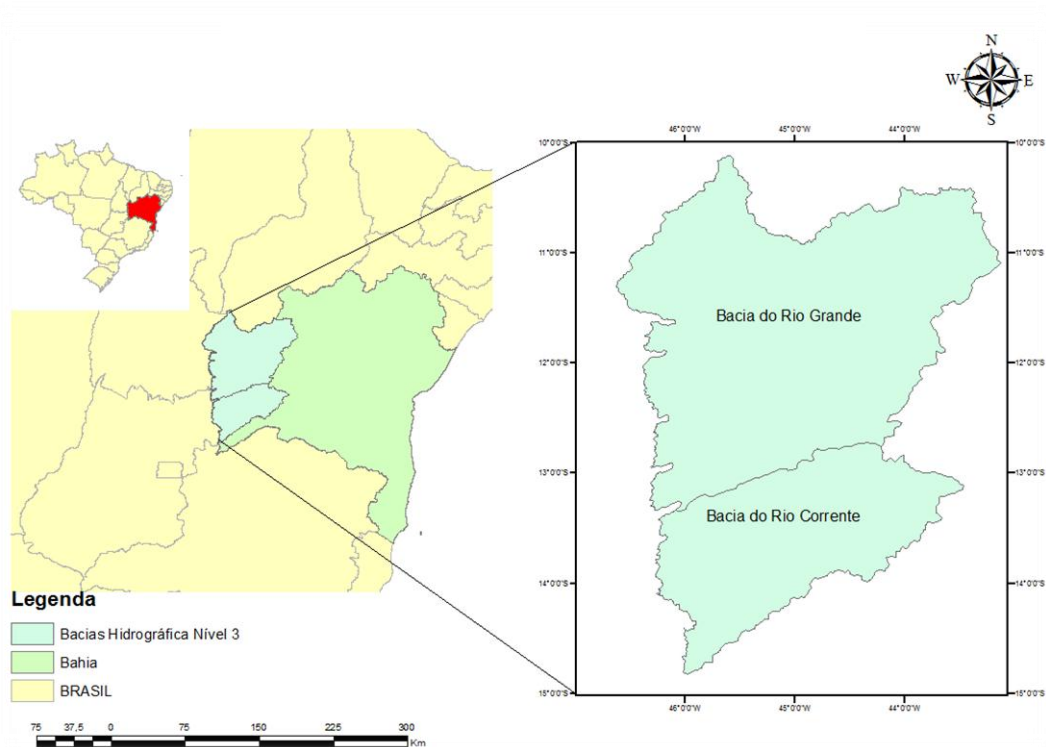 N
W E
S
46°0'0"W 45°0'0"W 44°0'0"W
10°0'0"S 10°0'0"S
11°0'0"S 11°0'0"S
Bacia do Rio Grande
12°0'0"S 12°0'0"S
13°0'0"S 13°0'0"S
Bacia do Rio Corrente
14°0'0"S 14°0'0"S
15°0'0"S 15°0'0"S
46°0'0"W 45°0'0"W 44°0'0"W
Legenda
Bacias Hidrográfica Nível 3
Bahia
BRASIL
75 37,5 0 75 150 225 300
Km